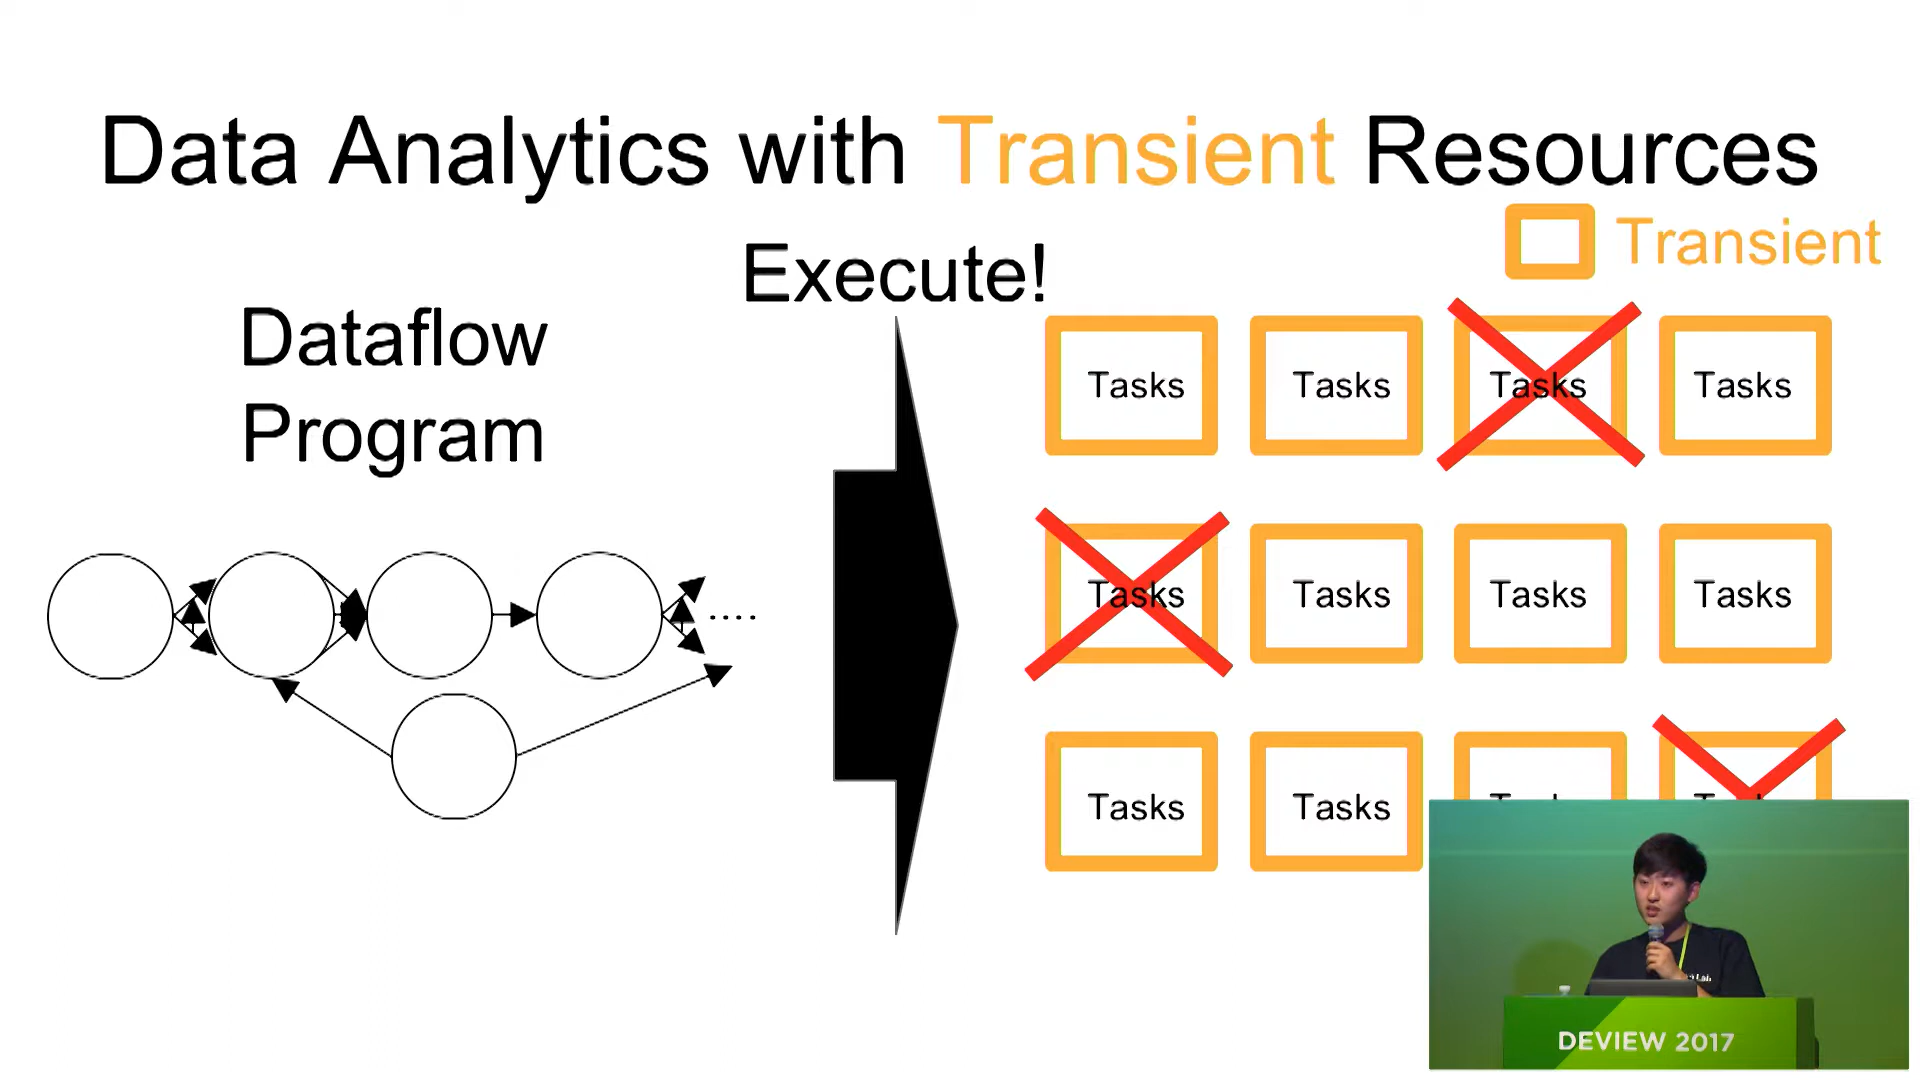 Data Analytics with Transient Resources
Transient
Execute!
Dataflow
Program
Tasks
Tasks
Tasks
Tasks
Tasks
Tasks
Tasks
Tasks
Tasks
Tasks
....
DEVIEW 2017